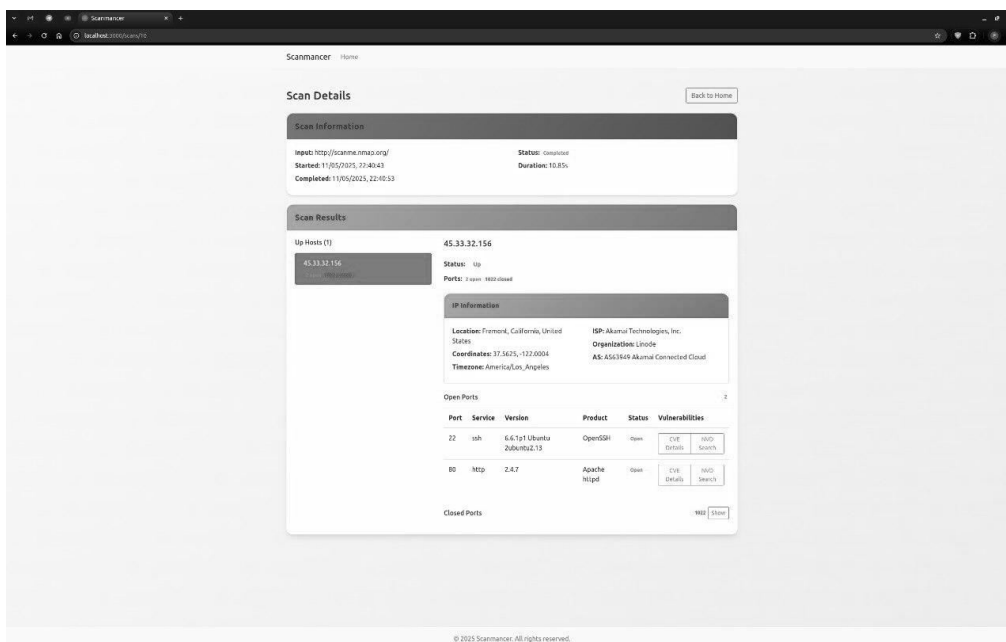 Scanmancer
localhost:3000/scans/10
Scanmancer Home
Scan Details
Back to Home
Scan Information
Input: http://scanme.nmap.org/
Status: Completed
Started: 11/05/2025, 22:40:43
Duration: 10.85s
Completed: 11/05/2025, 22:40:53
Scan Results
Up Hosts (1)
45.33.32.156
45.33.32.156
Status: Up
Ports: 2 open 1022 closed
IP Information
Location: Fremont, California, United
States
Coordinates: 37.5625, -122.0004
Timezone: America/Los_Angeles
ISP: Akamai Technologies, Inc.
Organization: Linode
AS: AS63949 Akamai Connected Cloud
Open Ports 2
Port Service Version Product Status Vulnerabilities
22 ssh 6.6.1p1 Ubuntu
2ubuntu2.13
OpenSSH Open CVE
Details
NVD
Search
80 http 2.4.7 Apache
httpd
Open CVE
Details
NVD
Search
Closed Ports 1022 Show
© 2025 Scanmancer. All rights reserved.